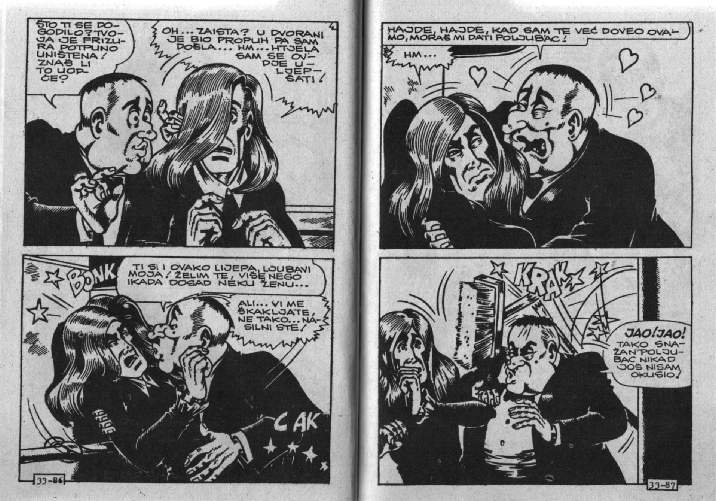 ŠTO TI SE DO-
GODILO? TVO-
JA JE FRIZU-
RA POTPUNO
UNIŠTENA!
ZNAŠ LI
TO UOP-
ĆE?
OH... ZAISTA? U DVORANI
JE BIO PROPUH PA SAM
DOŠLA... HM... HTJELA
SAM SE OV-
DJE U-
LJEP-
ŠATI!
BONK
TI SI I OVAKO LIJEPA, LJUBAVI
MOJA! ŽELIM TE, VIŠE NEGO
IKADA DOSAD NEKU ŽENU...
ALI... VI ME
ŠKAKLJATE
NE TAKO... NA-
SILNI STE!
CAK
33-86
HAJDE, HAJDE, KAD SAM TE VEĆ DOVEO OVA-
MO, MORAŠ MI DATI POLJUBAC!
HM...
KRAK
JAO! JAO!
TAKO SNA-
ŽAN POLJU-
BAC NIKAD
JOŠ NISAM
OKUSIO!
33-87